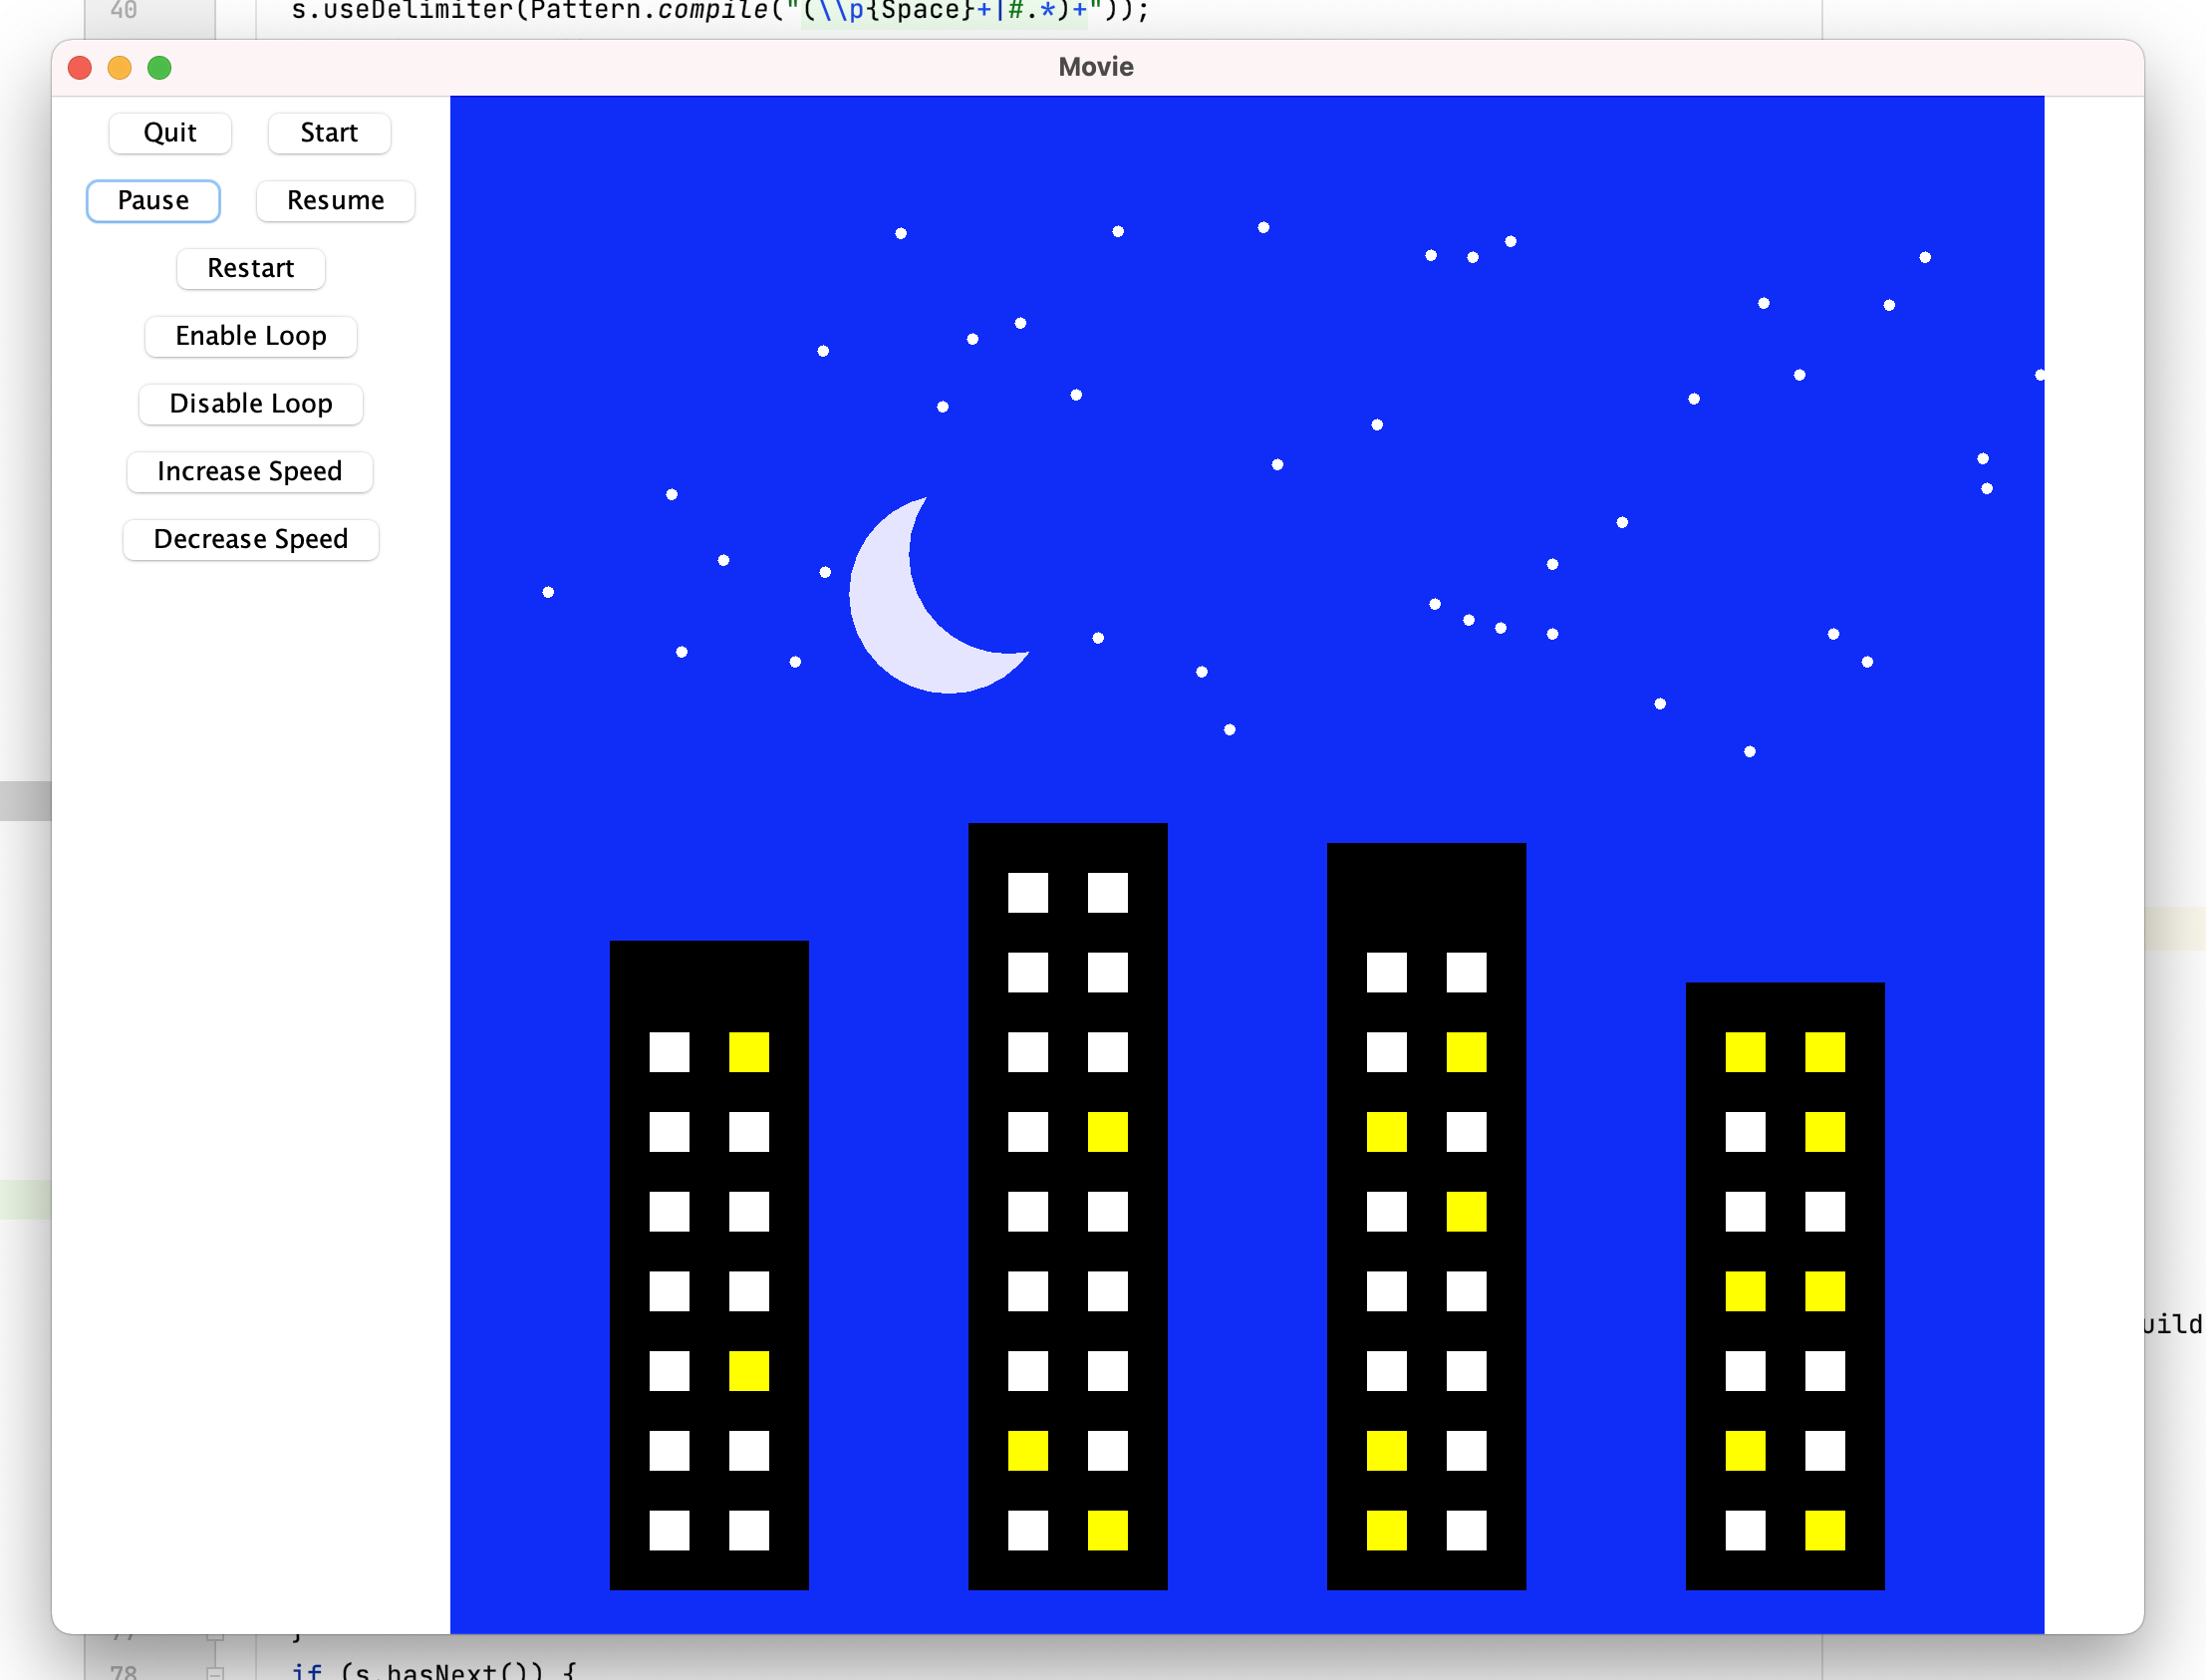 40 s.useDelimiter(Pattern.compile("(\\p{Space}+|#.*)+"));
Movie
Quit Start
Pause Resume
Restart
Enable Loop
Disable Loop
Increase Speed
Decrease Speed
uild
77 }
78 if (s.hasNext()) {